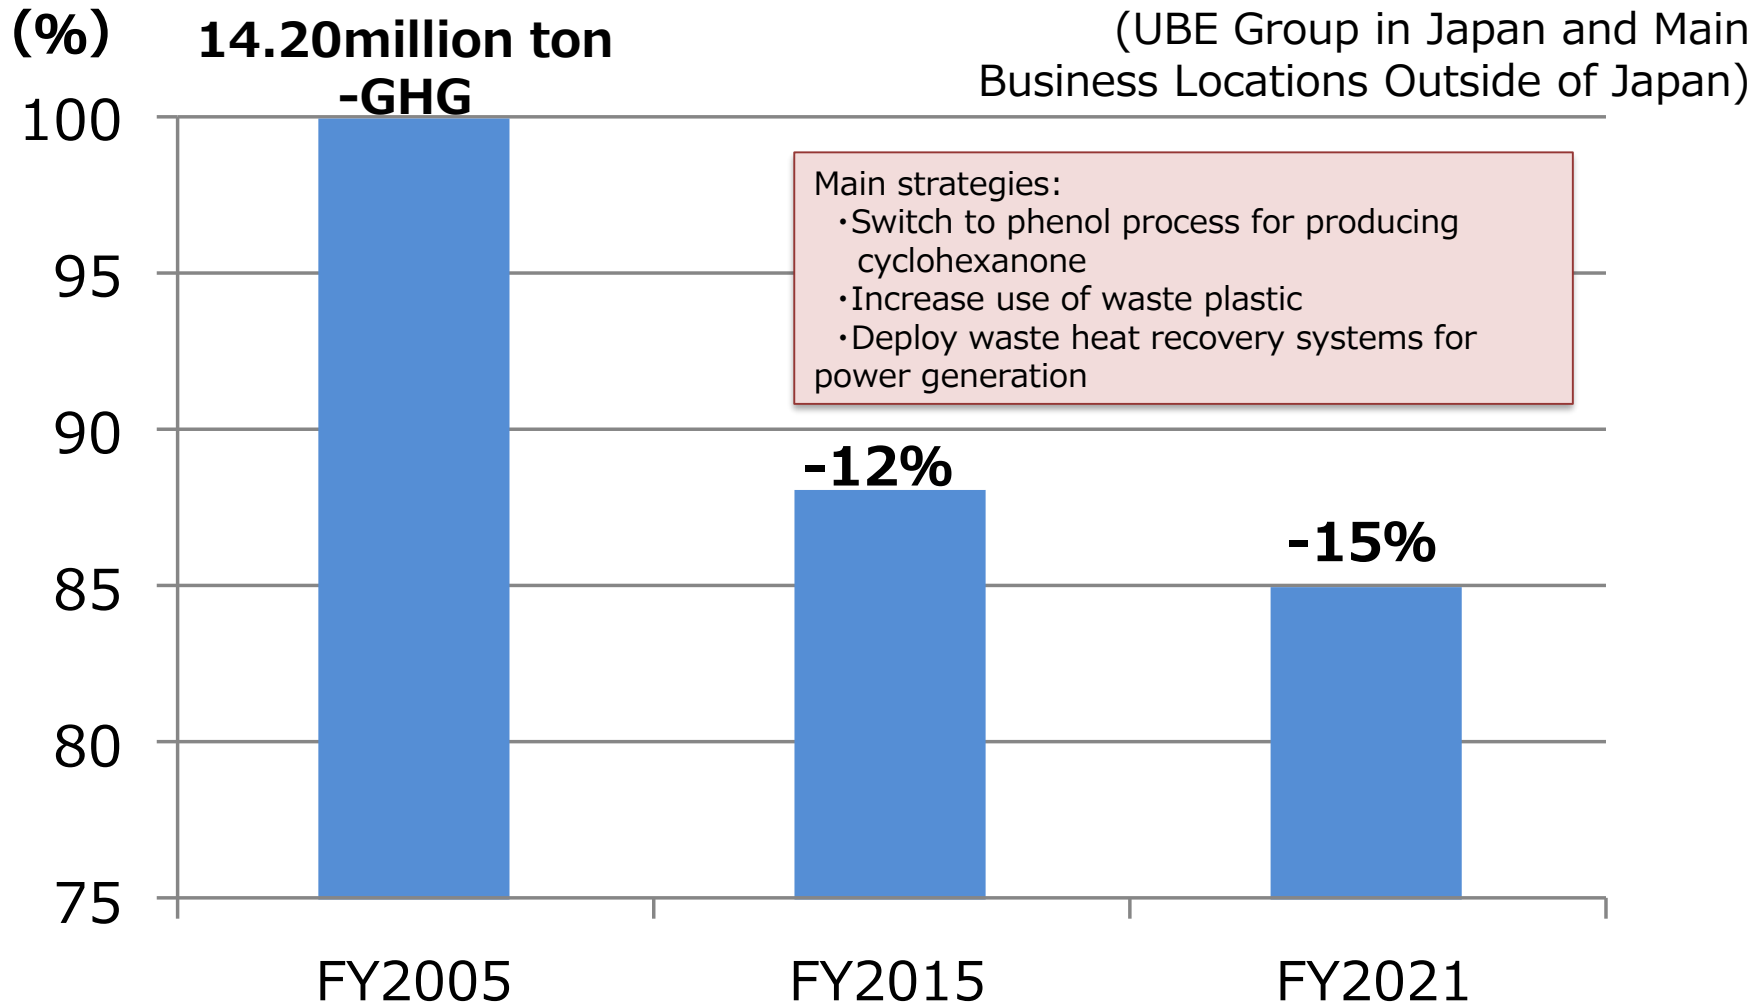 (%)
14.20million ton
-GHG
(UBE Group in Japan and Main
Business Locations Outside of Japan)
100
95
90
85
80
75
Main strategies:
・Switch to phenol process for producing
cyclohexanone
・Increase use of waste plastic
・Deploy waste heat recovery systems for
power generation
-12%
-15%
FY2005
FY2015
FY2021